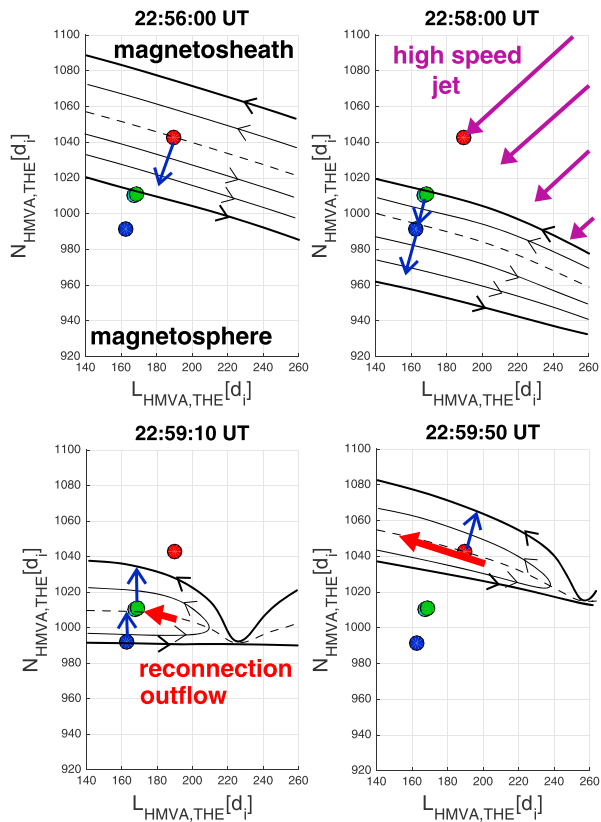 22:56:00 UT
1100
1080
1060
1040
1020
1000
980
960
940
920
140 160 180 200 220 240 260
N_HMVA,THE[d_i]
L_HMVA,THE[d_i]
magnetosheath
magnetosphere
22:58:00 UT
1100
1080
1060
1040
1020
1000
980
960
940
920
140 160 180 200 220 240 260
N_HMVA,THE[d_i]
L_HMVA,THE[d_i]
high speed
jet
22:59:10 UT
1100
1080
1060
1040
1020
1000
980
960
940
920
140 160 180 200 220 240 260
N_HMVA,THE[d_i]
L_HMVA,THE[d_i]
reconnection
outflow
22:59:50 UT
1100
1080
1060
1040
1020
1000
980
960
940
920
140 160 180 200 220 240 260
N_HMVA,THE[d_i]
L_HMVA,THE[d_i]